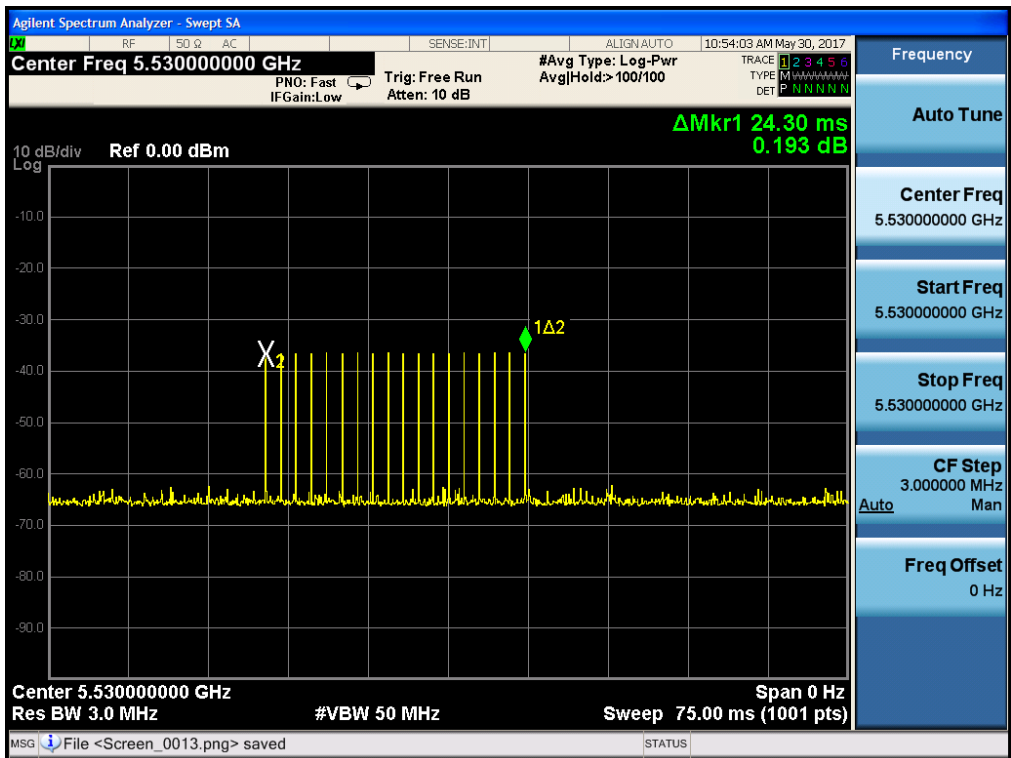 Agilent Spectrum Analyzer - Swept SA
LXI RF 50 Ω AC SENSE:INT ALIGN AUTO 10:54:03 AM May 30, 2017
Center Freq 5.530000000 GHz
PNO: Fast
IFGain:Low
Trig: Free Run
Atten: 10 dB
#Avg Type: Log-Pwr
Avg|Hold:>100/100
TRACE 1 2 3 4 5 6
TYPE M
DET P N N N N N
ΔMkr1 24.30 ms
0.193 dB
10 dB/div Ref 0.00 dBm
Log
-10.0
-20.0
-30.0
-40.0
-50.0
-60.0
-70.0
-80.0
-90.0
X2
1Δ2
Center 5.530000000 GHz Span 0 Hz
Res BW 3.0 MHz #VBW 50 MHz Sweep 75.00 ms (1001 pts)
MSG File <Screen_0013.png> saved STATUS
Frequency
Auto Tune
Center Freq
5.530000000 GHz
Start Freq
5.530000000 GHz
Stop Freq
5.530000000 GHz
CF Step
3.000000 MHz
Auto Man
Freq Offset
0 Hz